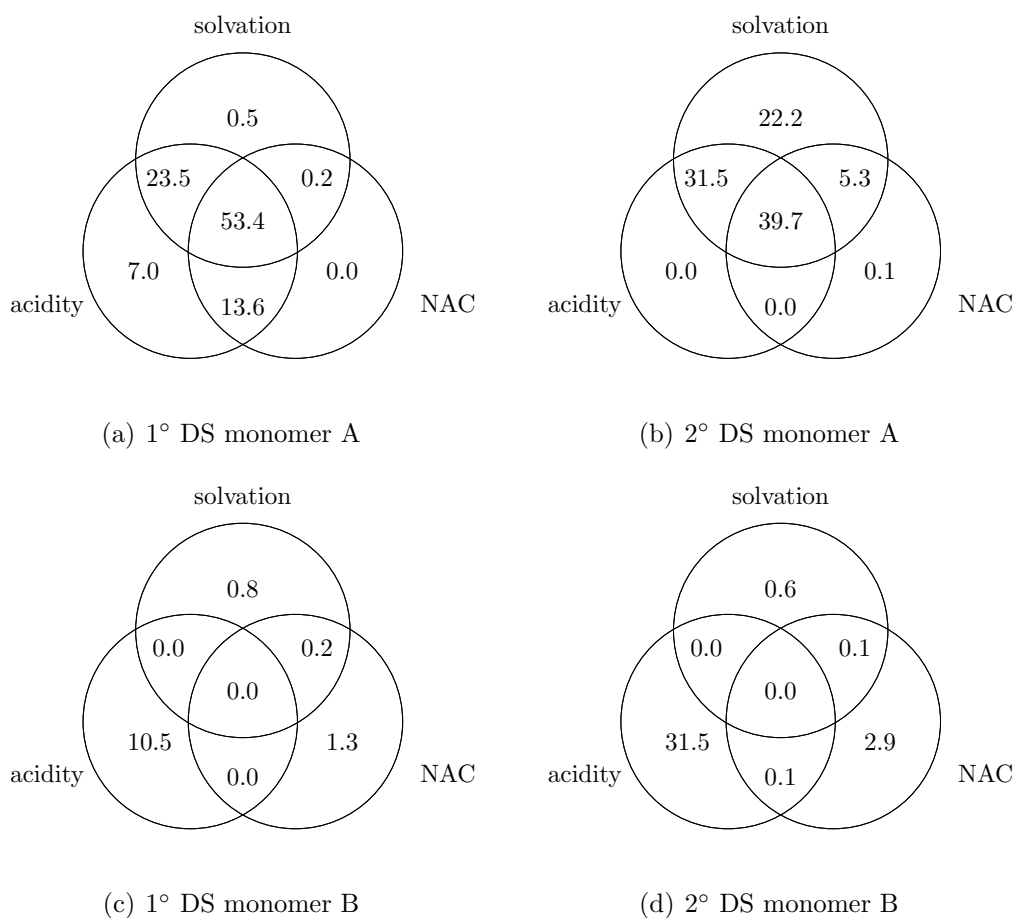 solvation solvation
0.5 22.2
23.5 0.2 31.5 5.3
53.4 39.7
7.0 0.0 0.0 0.1
acidity 13.6 NAC acidity 0.0 NAC
(a) 1° DS monomer A (b) 2° DS monomer A
solvation solvation
0.8 0.6
0.0 0.2 0.0 0.1
0.0 0.0
10.5 1.3 31.5 2.9
acidity 0.0 NAC acidity 0.1 NAC
(c) 1° DS monomer B (d) 2° DS monomer B